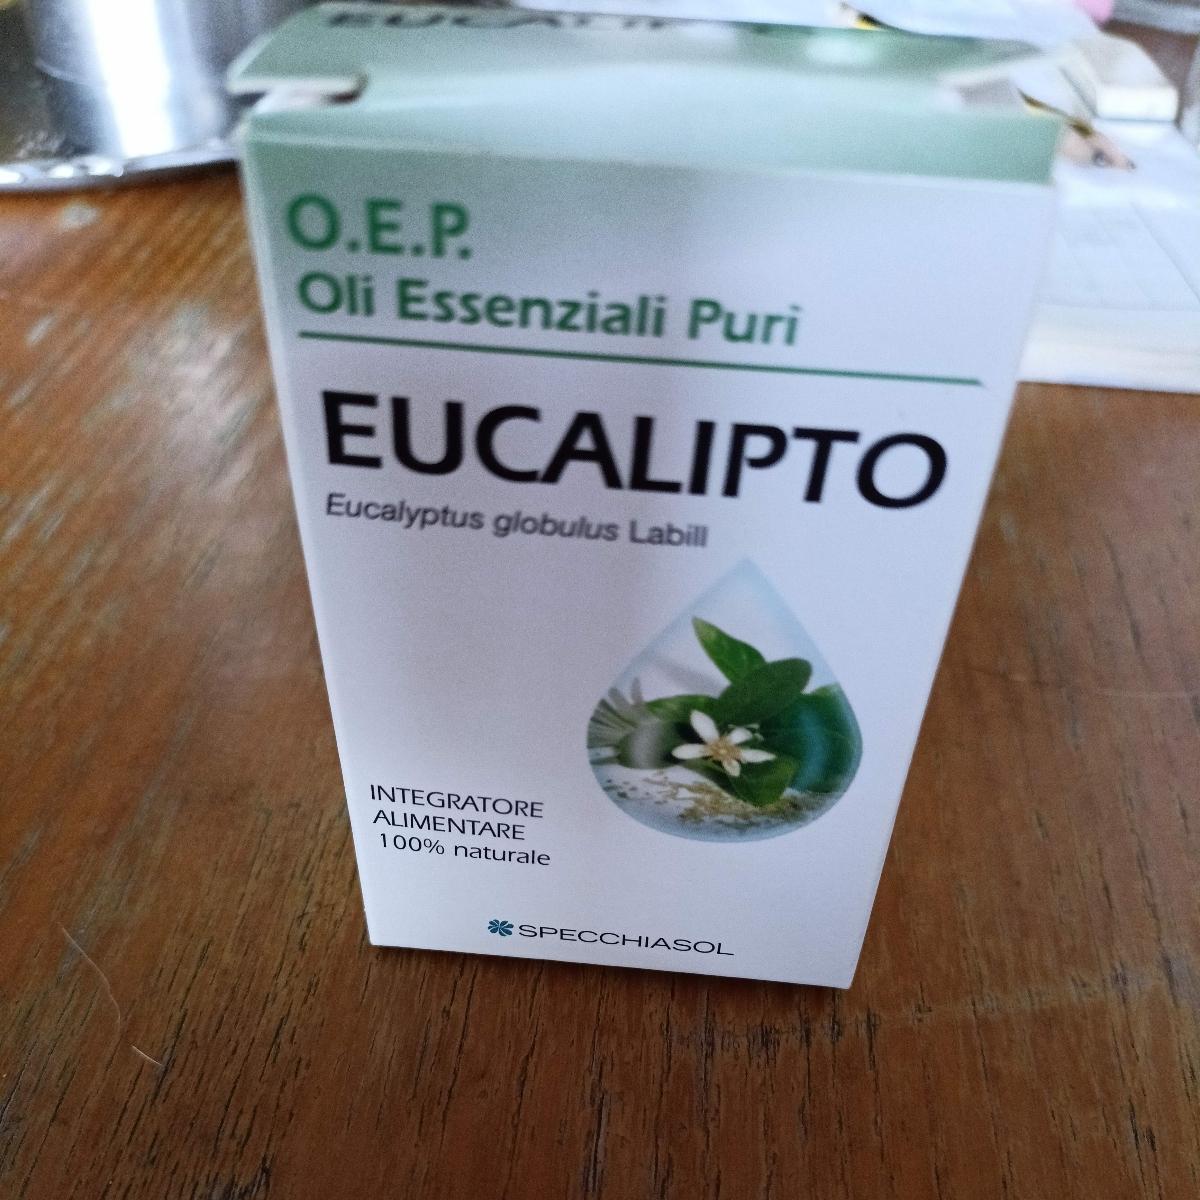 O.E.P.
Oli Essenziali Puri
EUCALIPTO
Eucalyptus globulus Labill
INTEGRATORE
ALIMENTARE
100% naturale
SPECCHIASOL